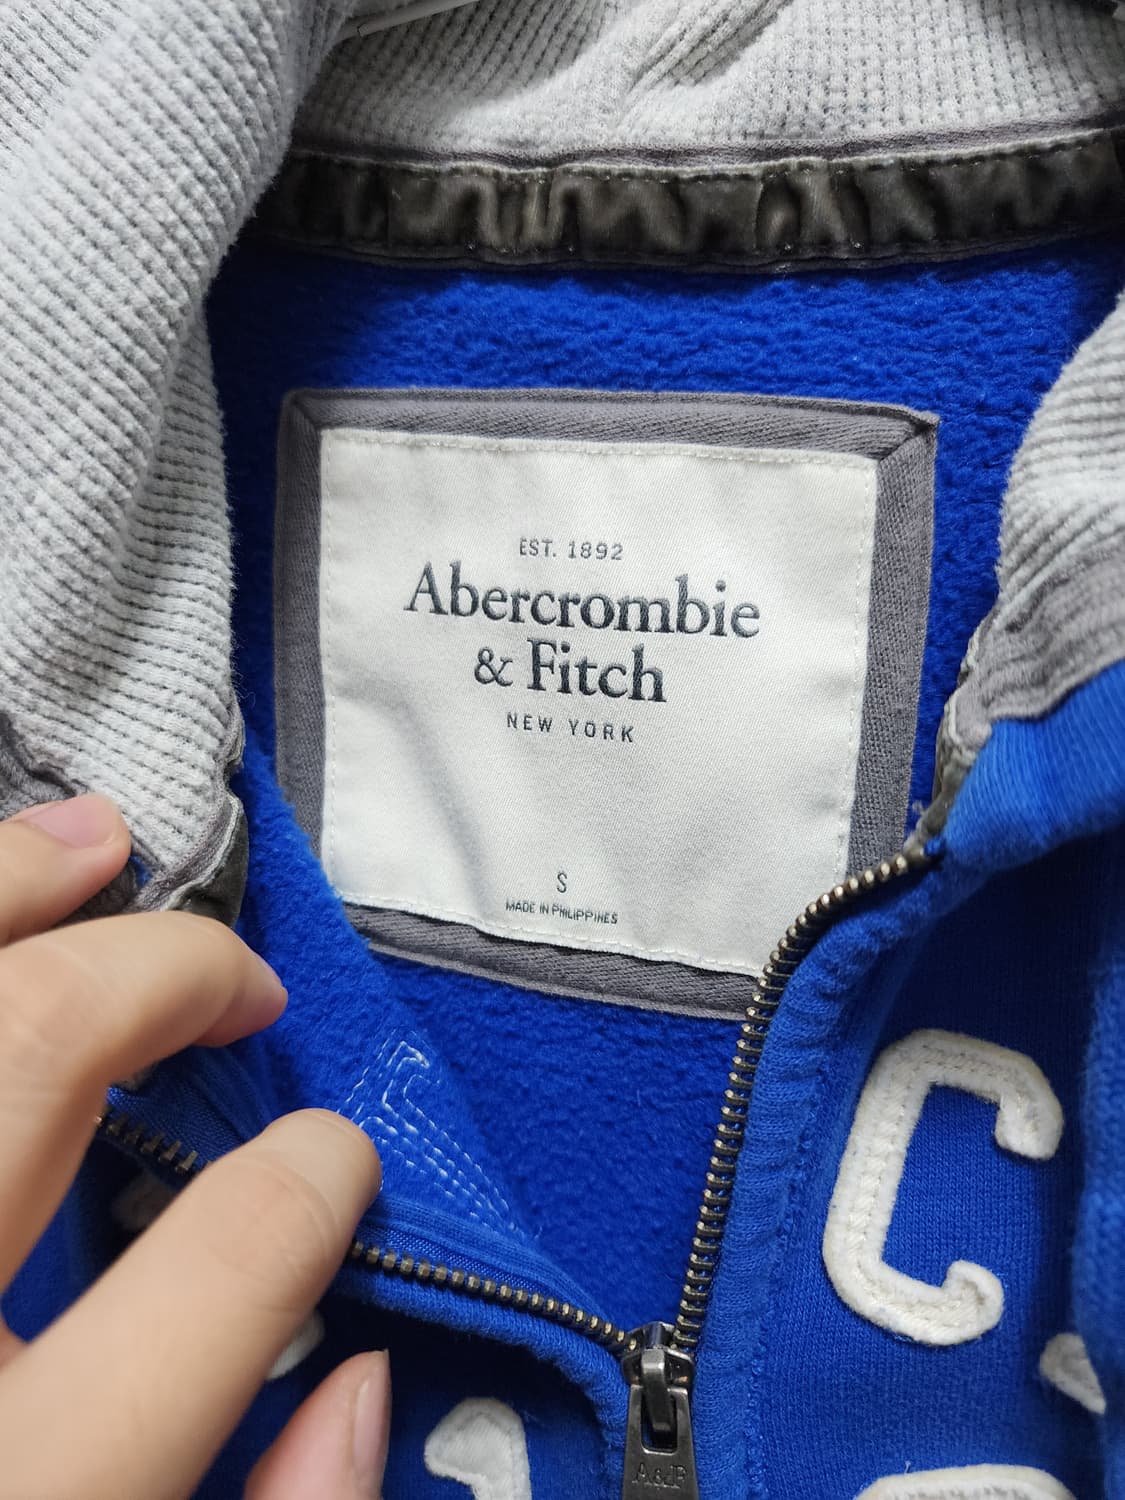 EST. 1892
Abercrombie
& Fitch
NEW YORK
S
MADE IN PHILIPPINES
C
A&F